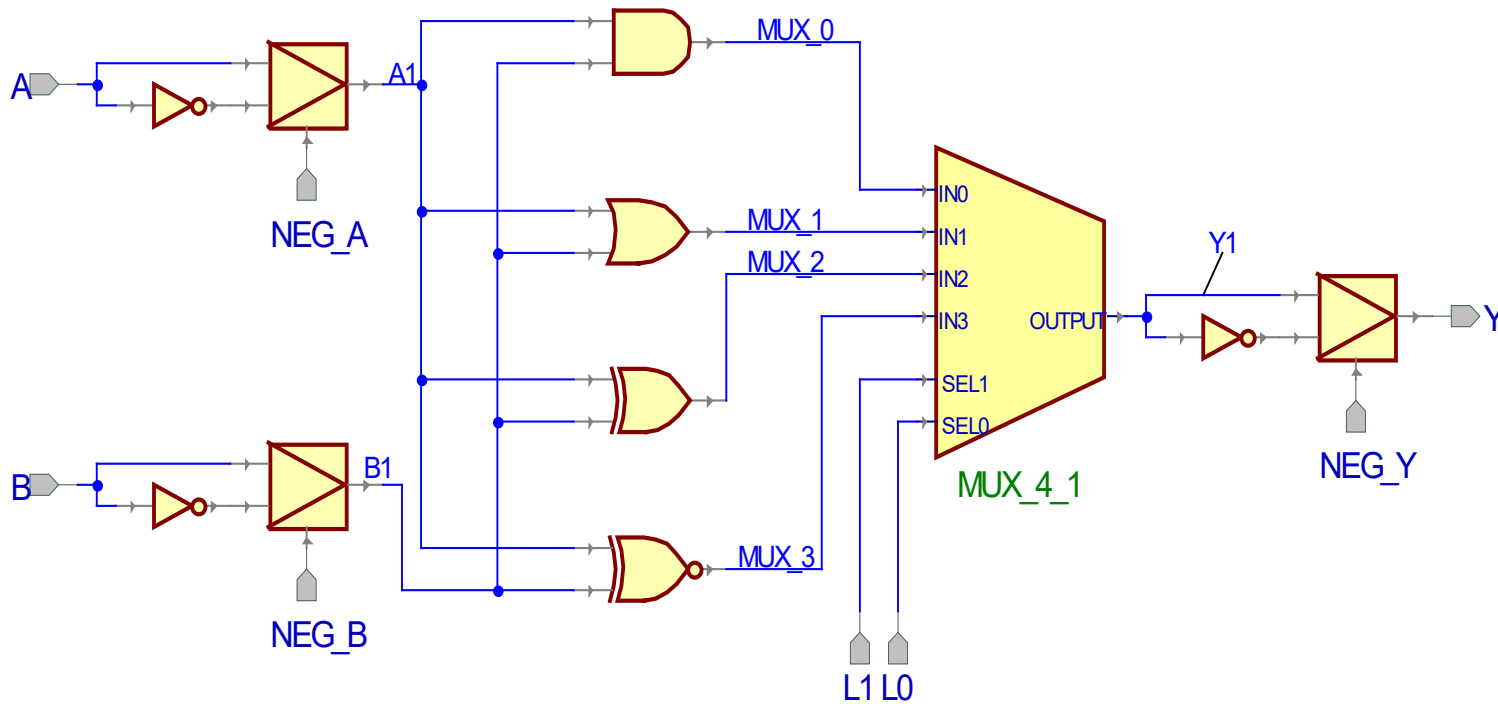 MUX_0
A
A1
NEG_A
IN0
MUX_1
IN1
Y1
MUX_2
IN2
IN3
OUTPUT
Y
SEL1
SEL0
B
B1
NEG_Y
MUX_4_1
MUX_3
NEG_B
L1 L0